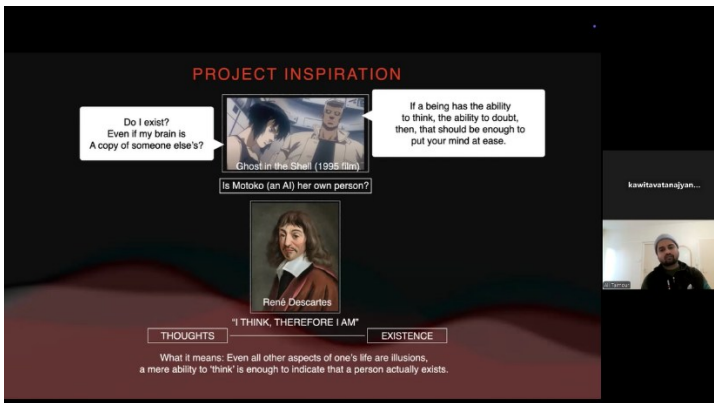 PROJECT INSPIRATION
Do I exist?
Even if my brain is
A copy of someone else's?
If a being has the ability
to think, the ability to doubt,
then, that should be enough to
put your mind at ease.
Ghost in the Shell (1995 film)
Is Motoko (an AI) her own person?
René Descartes
"I THINK, THEREFORE I AM"
THOUGHTS
EXISTENCE
What it means: Even all other aspects of one's life are illusions,
a mere ability to 'think' is enough to indicate that a person actually exists.
kawitavatanajyan...